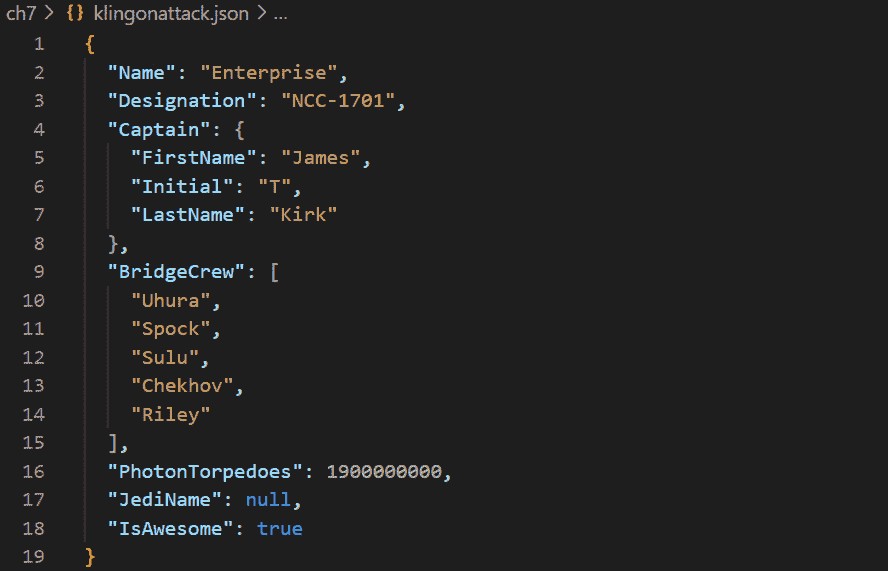 ch7 > {} klingonattack.json > ...
1 {
2   "Name": "Enterprise",
3   "Designation": "NCC-1701",
4   "Captain": {
5     "FirstName": "James",
6     "Initial": "T",
7     "LastName": "Kirk"
8   },
9   "BridgeCrew": [
10     "Uhura",
11     "Spock",
12     "Sulu",
13     "Chekhov",
14     "Riley"
15   ],
16   "PhotonTorpedoes": 1900000000,
17   "JediName": null,
18   "IsAwesome": true
19 }